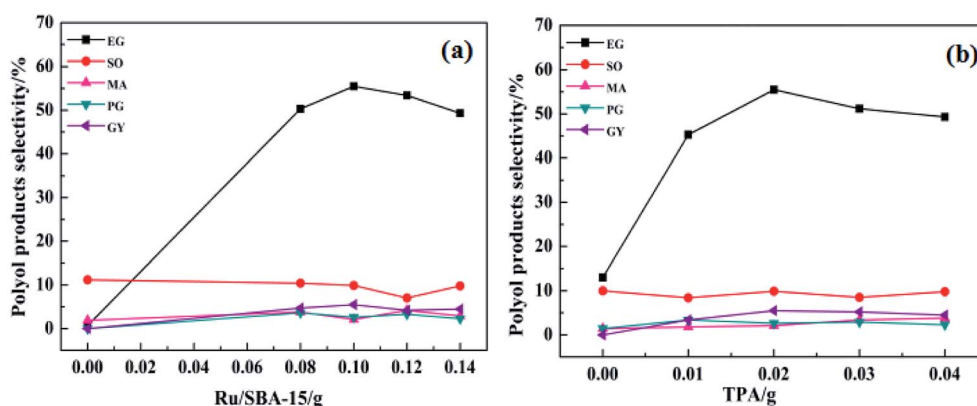 (a)
EG
SO
MA
PG
GY
Polyol products selectivity/%
70
60
50
40
30
20
10
0
0.00 0.02 0.04 0.06 0.08 0.10 0.12 0.14
Ru/SBA-15/g
(b)
EG
SO
MA
PG
GY
Polyol products selectivity/%
70
60
50
40
30
20
10
0
0.00 0.01 0.02 0.03 0.04
TPA/g